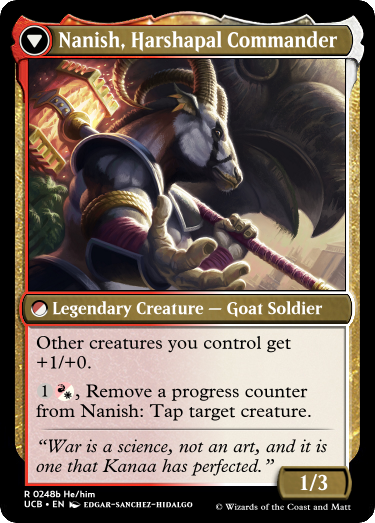 Nanish, Harshapal Commander
Legendary Creature — Goat Soldier
Other creatures you control get
+1/+0.
1 , Remove a progress counter
from Nanish: Tap target creature.
“War is a science, not an art, and it is
one that Kanaa has perfected.”
1/3
R 0248b He/him
UCB • EN EDGAR-SANCHEZ-HIDALGO
© Wizards of the Coast and Matt